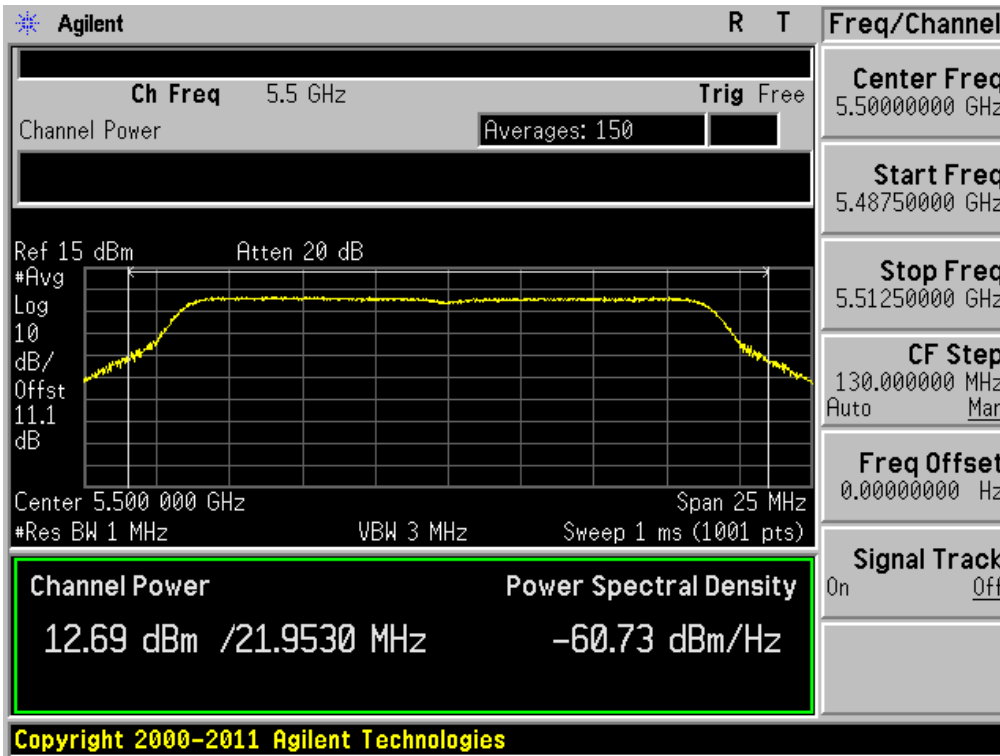 Agilent R T
Ch Freq 5.5 GHz Trig Free
Channel Power
Averages: 150
Ref 15 dBm Atten 20 dB
#Avg
Log
10
dB/
Offst
11.1
dB
Center 5.500 000 GHz Span 25 MHz
#Res BW 1 MHz VBW 3 MHz Sweep 1 ms (1001 pts)
Channel Power
12.69 dBm /21.9530 MHz
Power Spectral Density
-60.73 dBm/Hz
Copyright 2000-2011 Agilent Technologies
Freq/Channel
Center Freq
5.50000000 GHz
Start Freq
5.48750000 GHz
Stop Freq
5.51250000 GHz
CF Step
130.000000 MHz
Auto Man
Freq Offset
0.00000000 Hz
Signal Track
On Off